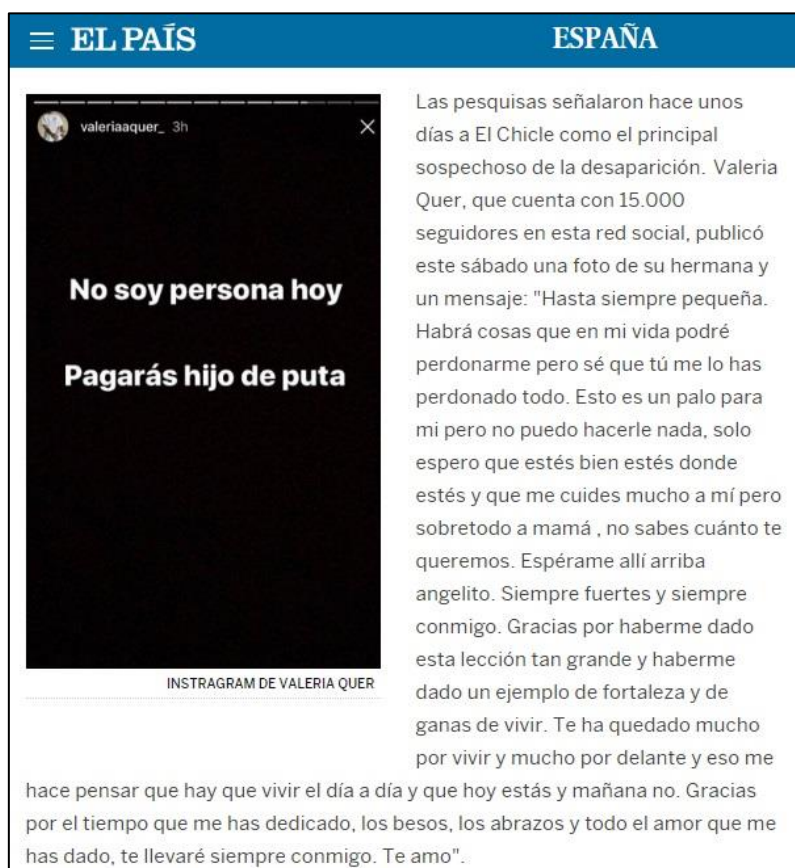 EL PAÍS
ESPAÑA
valeriaaquer_ 3h
No soy persona hoy
Pagarás hijo de puta
INSTRAGRAM DE VALERIA QUER
Las pesquisas señalaron hace unos
días a El Chicle como el principal
sospechoso de la desaparición. Valeria
Quer, que cuenta con 15.000
seguidores en esta red social, publicó
este sábado una foto de su hermana y
un mensaje: "Hasta siempre pequeña.
Habrá cosas que en mi vida podré
perdonarme pero sé que tú me lo has
perdonado todo. Esto es un palo para
mi pero no puedo hacerle nada, solo
espero que estés bien estés donde
estés y que me cuides mucho a mí pero
sobretodo a mamá , no sabes cuánto te
queremos. Espérame allí arriba
angelito. Siempre fuertes y siempre
conmigo. Gracias por haberme dado
esta lección tan grande y haberme
dado un ejemplo de fortaleza y de
ganas de vivir. Te ha quedado mucho
por vivir y mucho por delante y eso me
hace pensar que hay que vivir el día a día y que hoy estás y mañana no. Gracias
por el tiempo que me has dedicado, los besos, los abrazos y todo el amor que me
has dado, te llevaré siempre conmigo. Te amo".